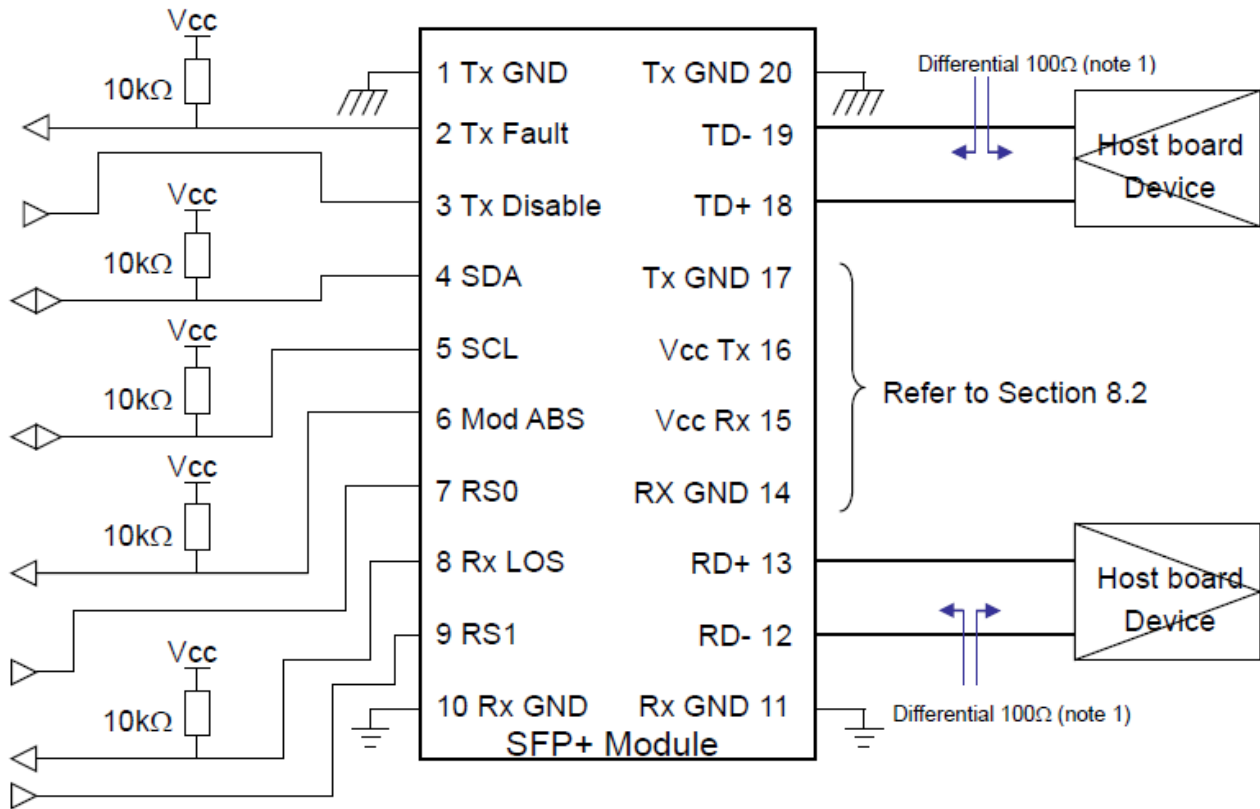 Vcc
10kΩ
Vcc
10kΩ
Vcc
10kΩ
Vcc
10kΩ
Vcc
10kΩ
1 Tx GND
2 Tx Fault
3 Tx Disable
4 SDA
5 SCL
6 Mod ABS
7 RS0
8 Rx LOS
9 RS1
10 Rx GND
Tx GND 20
TD- 19
TD+ 18
Tx GND 17
Vcc Tx 16
Vcc Rx 15
RX GND 14
RD+ 13
RD- 12
Rx GND 11
SFP+ Module
Differential 100Ω (note 1)
Host board
Device
Refer to Section 8.2
Host board
Device
Differential 100Ω (note 1)